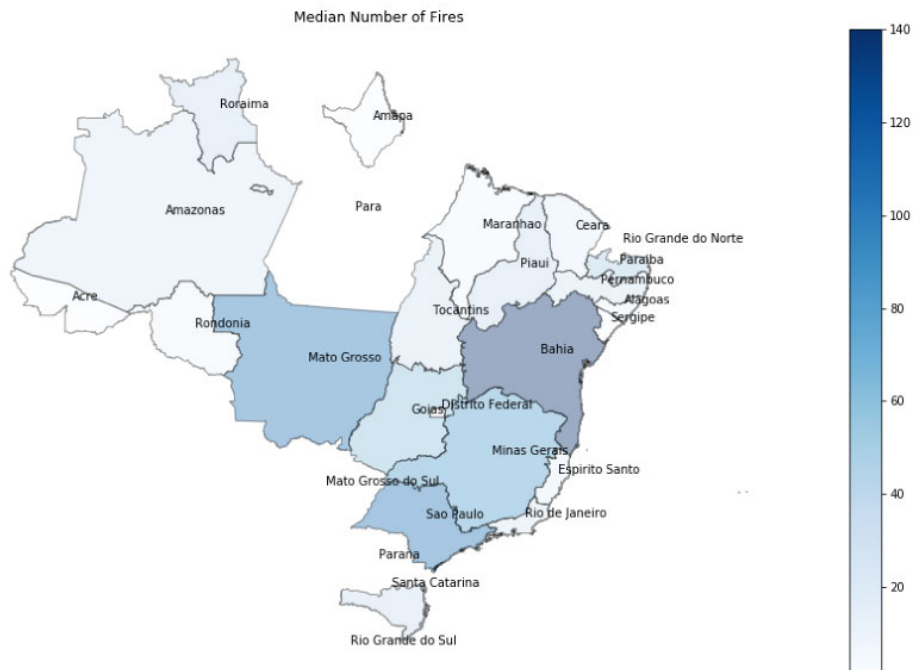 Median Number of Fires
140
Roraima
Amapa
120
Para
Amazonas
Maranhao
Ceara
Rio Grande do Norte
Paraiba
Piaui
Pernambuco
100
Acre
Tocantins
Alagoas
Sergipe
Rondonia
Mato Grosso
Bahia
80
Goias
Distrito Federal
60
Minas Gerais
Espirito Santo
Mato Grosso do Sul
40
Sao Paulo
Rio de Janeiro
Parana
Santa Catarina
20
Rio Grande do Sul